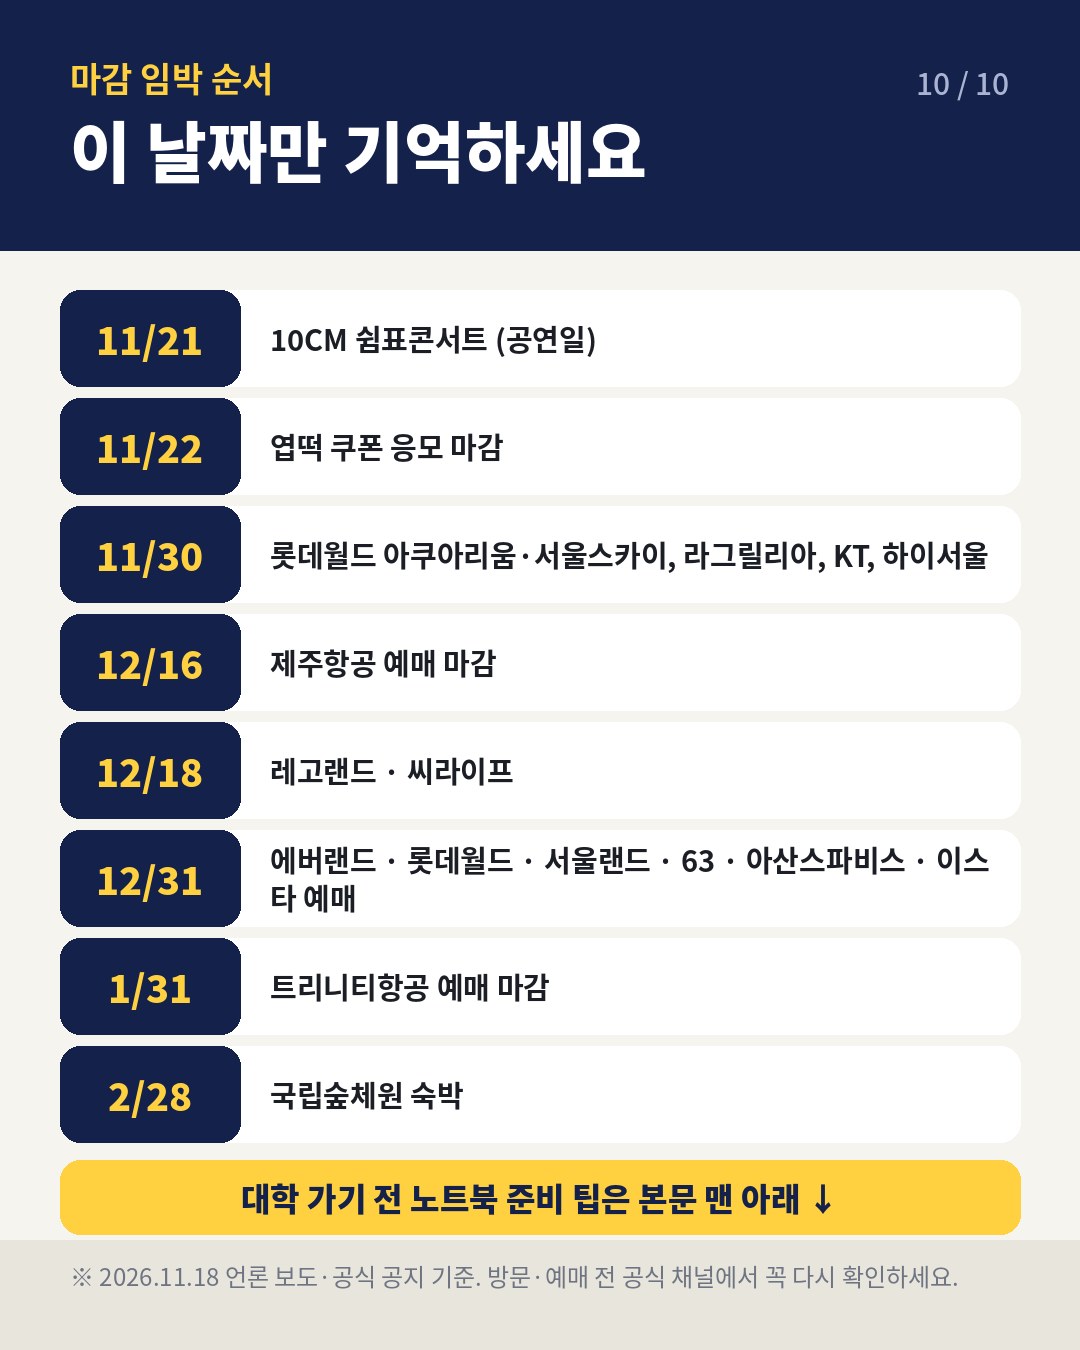 마감 임박 순서
10 / 10
이 날짜만 기억하세요
11/21
10CM 쉼표콘서트 (공연일)
11/22
엽떡 쿠폰 응모 마감
11/30
롯데월드 아쿠아리움·서울스카이, 라그릴리아, KT, 하이서울
12/16
제주항공 예매 마감
12/18
레고랜드 · 씨라이프
12/31
에버랜드 · 롯데월드 · 서울랜드 · 63 · 아산스파비스 · 이스
타 예매
1/31
트리니티항공 예매 마감
2/28
국립숲체원 숙박
대학 가기 전 노트북 준비 팁은 본문 맨 아래 ↓
※ 2026.11.18 언론 보도·공식 공지 기준. 방문·예매 전 공식 채널에서 꼭 다시 확인하세요.